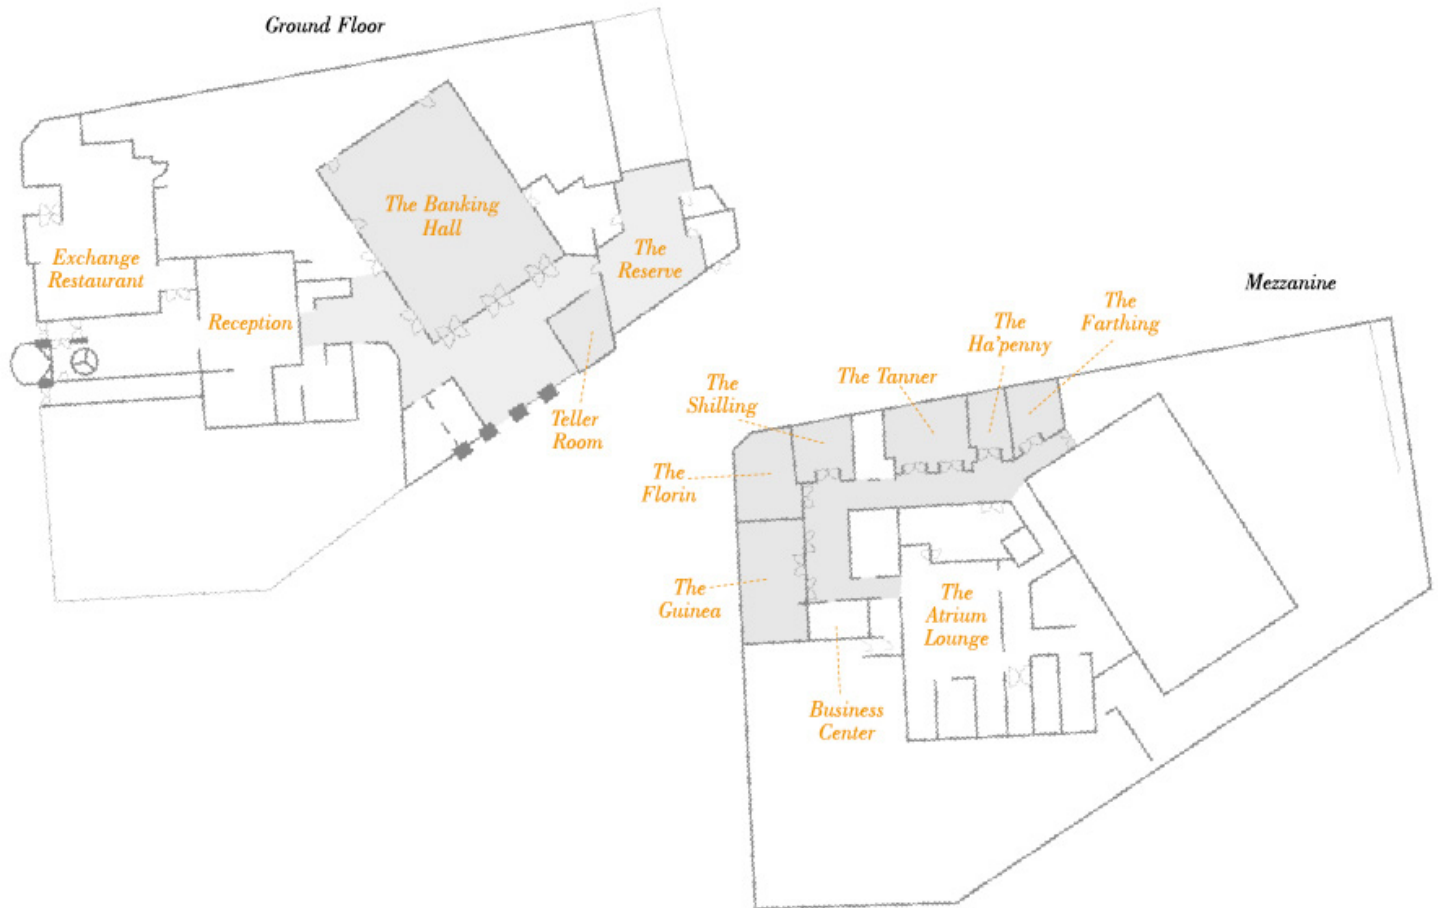 Ground Floor
The Banking
Hall
Exchange
Restaurant
The
Reserve
Reception
Teller
Room
Mezzanine
The
Farthing
The
Ha'penny
The Tanner
The
Shilling
The
Florin
The
Guinea
The
Atrium
Lounge
Business
Center